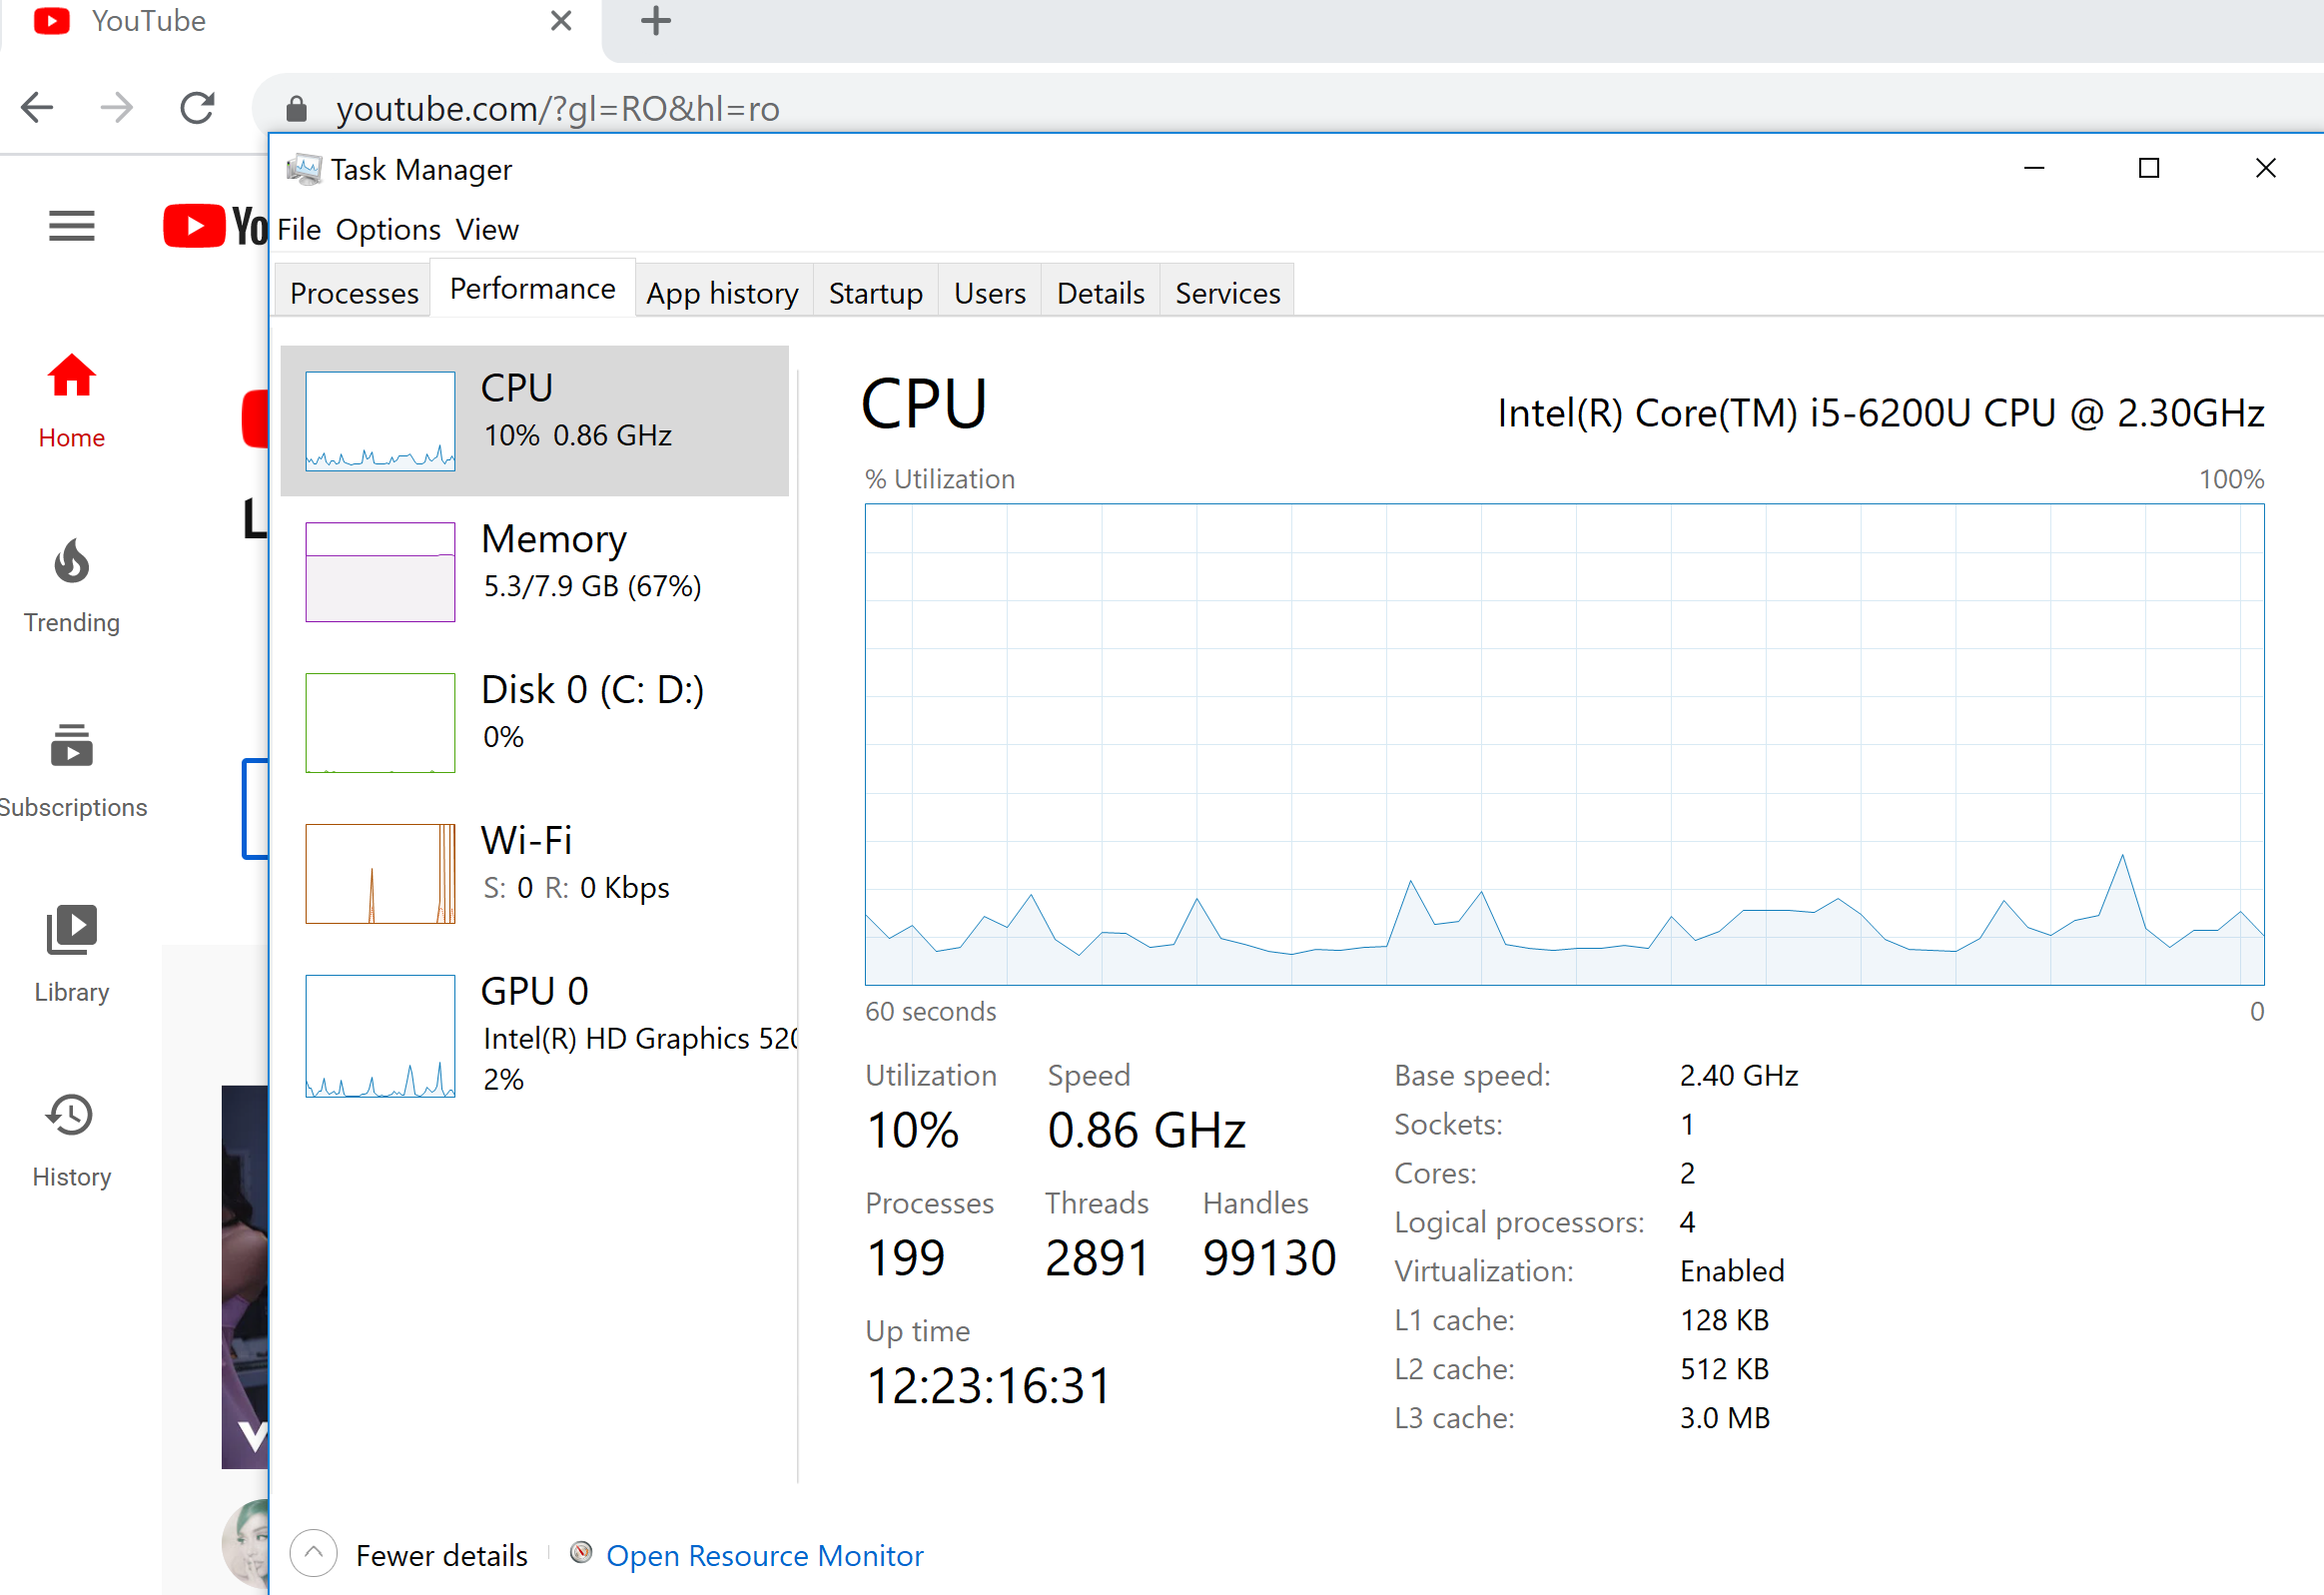 YouTube
youtube.com/?gl=RO&hl=ro
Task Manager
Yo
File Options View
Processes Performance App history Startup Users Details Services
Home
Trending
Subscriptions
Library
History
L
V
CPU
10% 0.86 GHz
Memory
5.3/7.9 GB (67%)
Disk 0 (C: D:)
0%
Wi-Fi
S: 0 R: 0 Kbps
GPU 0
Intel(R) HD Graphics 520
2%
CPU
Intel(R) Core(TM) i5-6200U CPU @ 2.30GHz
% Utilization 100%
60 seconds 0
Utilization Speed
10% 0.86 GHz
Processes Threads Handles
199 2891 99130
Up time
12:23:16:31
Base speed: 2.40 GHz
Sockets: 1
Cores: 2
Logical processors: 4
Virtualization: Enabled
L1 cache: 128 KB
L2 cache: 512 KB
L3 cache: 3.0 MB
Fewer details
Open Resource Monitor